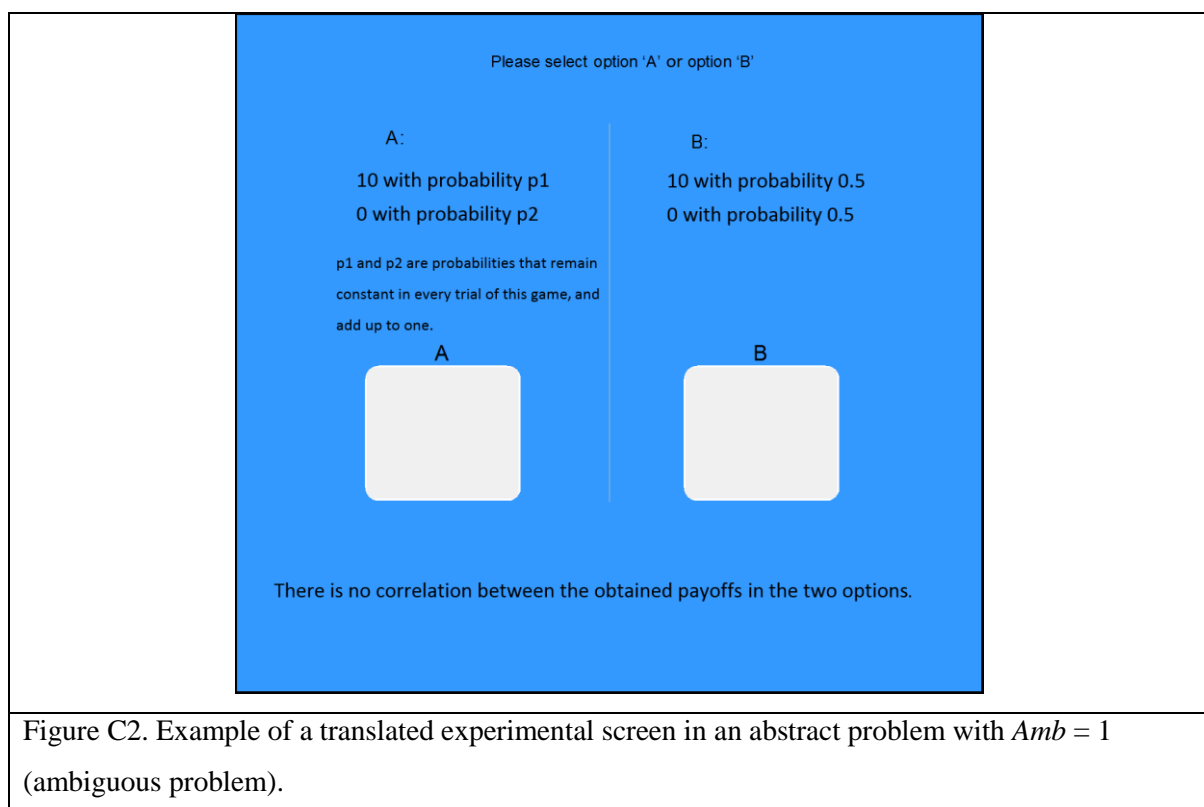 Please select option ‘A’ or option ‘B’
A:
10 with probability p1
0 with probability p2
p1 and p2 are probabilities that remain
constant in every trial of this game, and
add up to one.
A
B:
10 with probability 0.5
0 with probability 0.5
B
There is no correlation between the obtained payoffs in the two options.
Figure C2. Example of a translated experimental screen in an abstract problem with Amb = 1
(ambiguous problem).